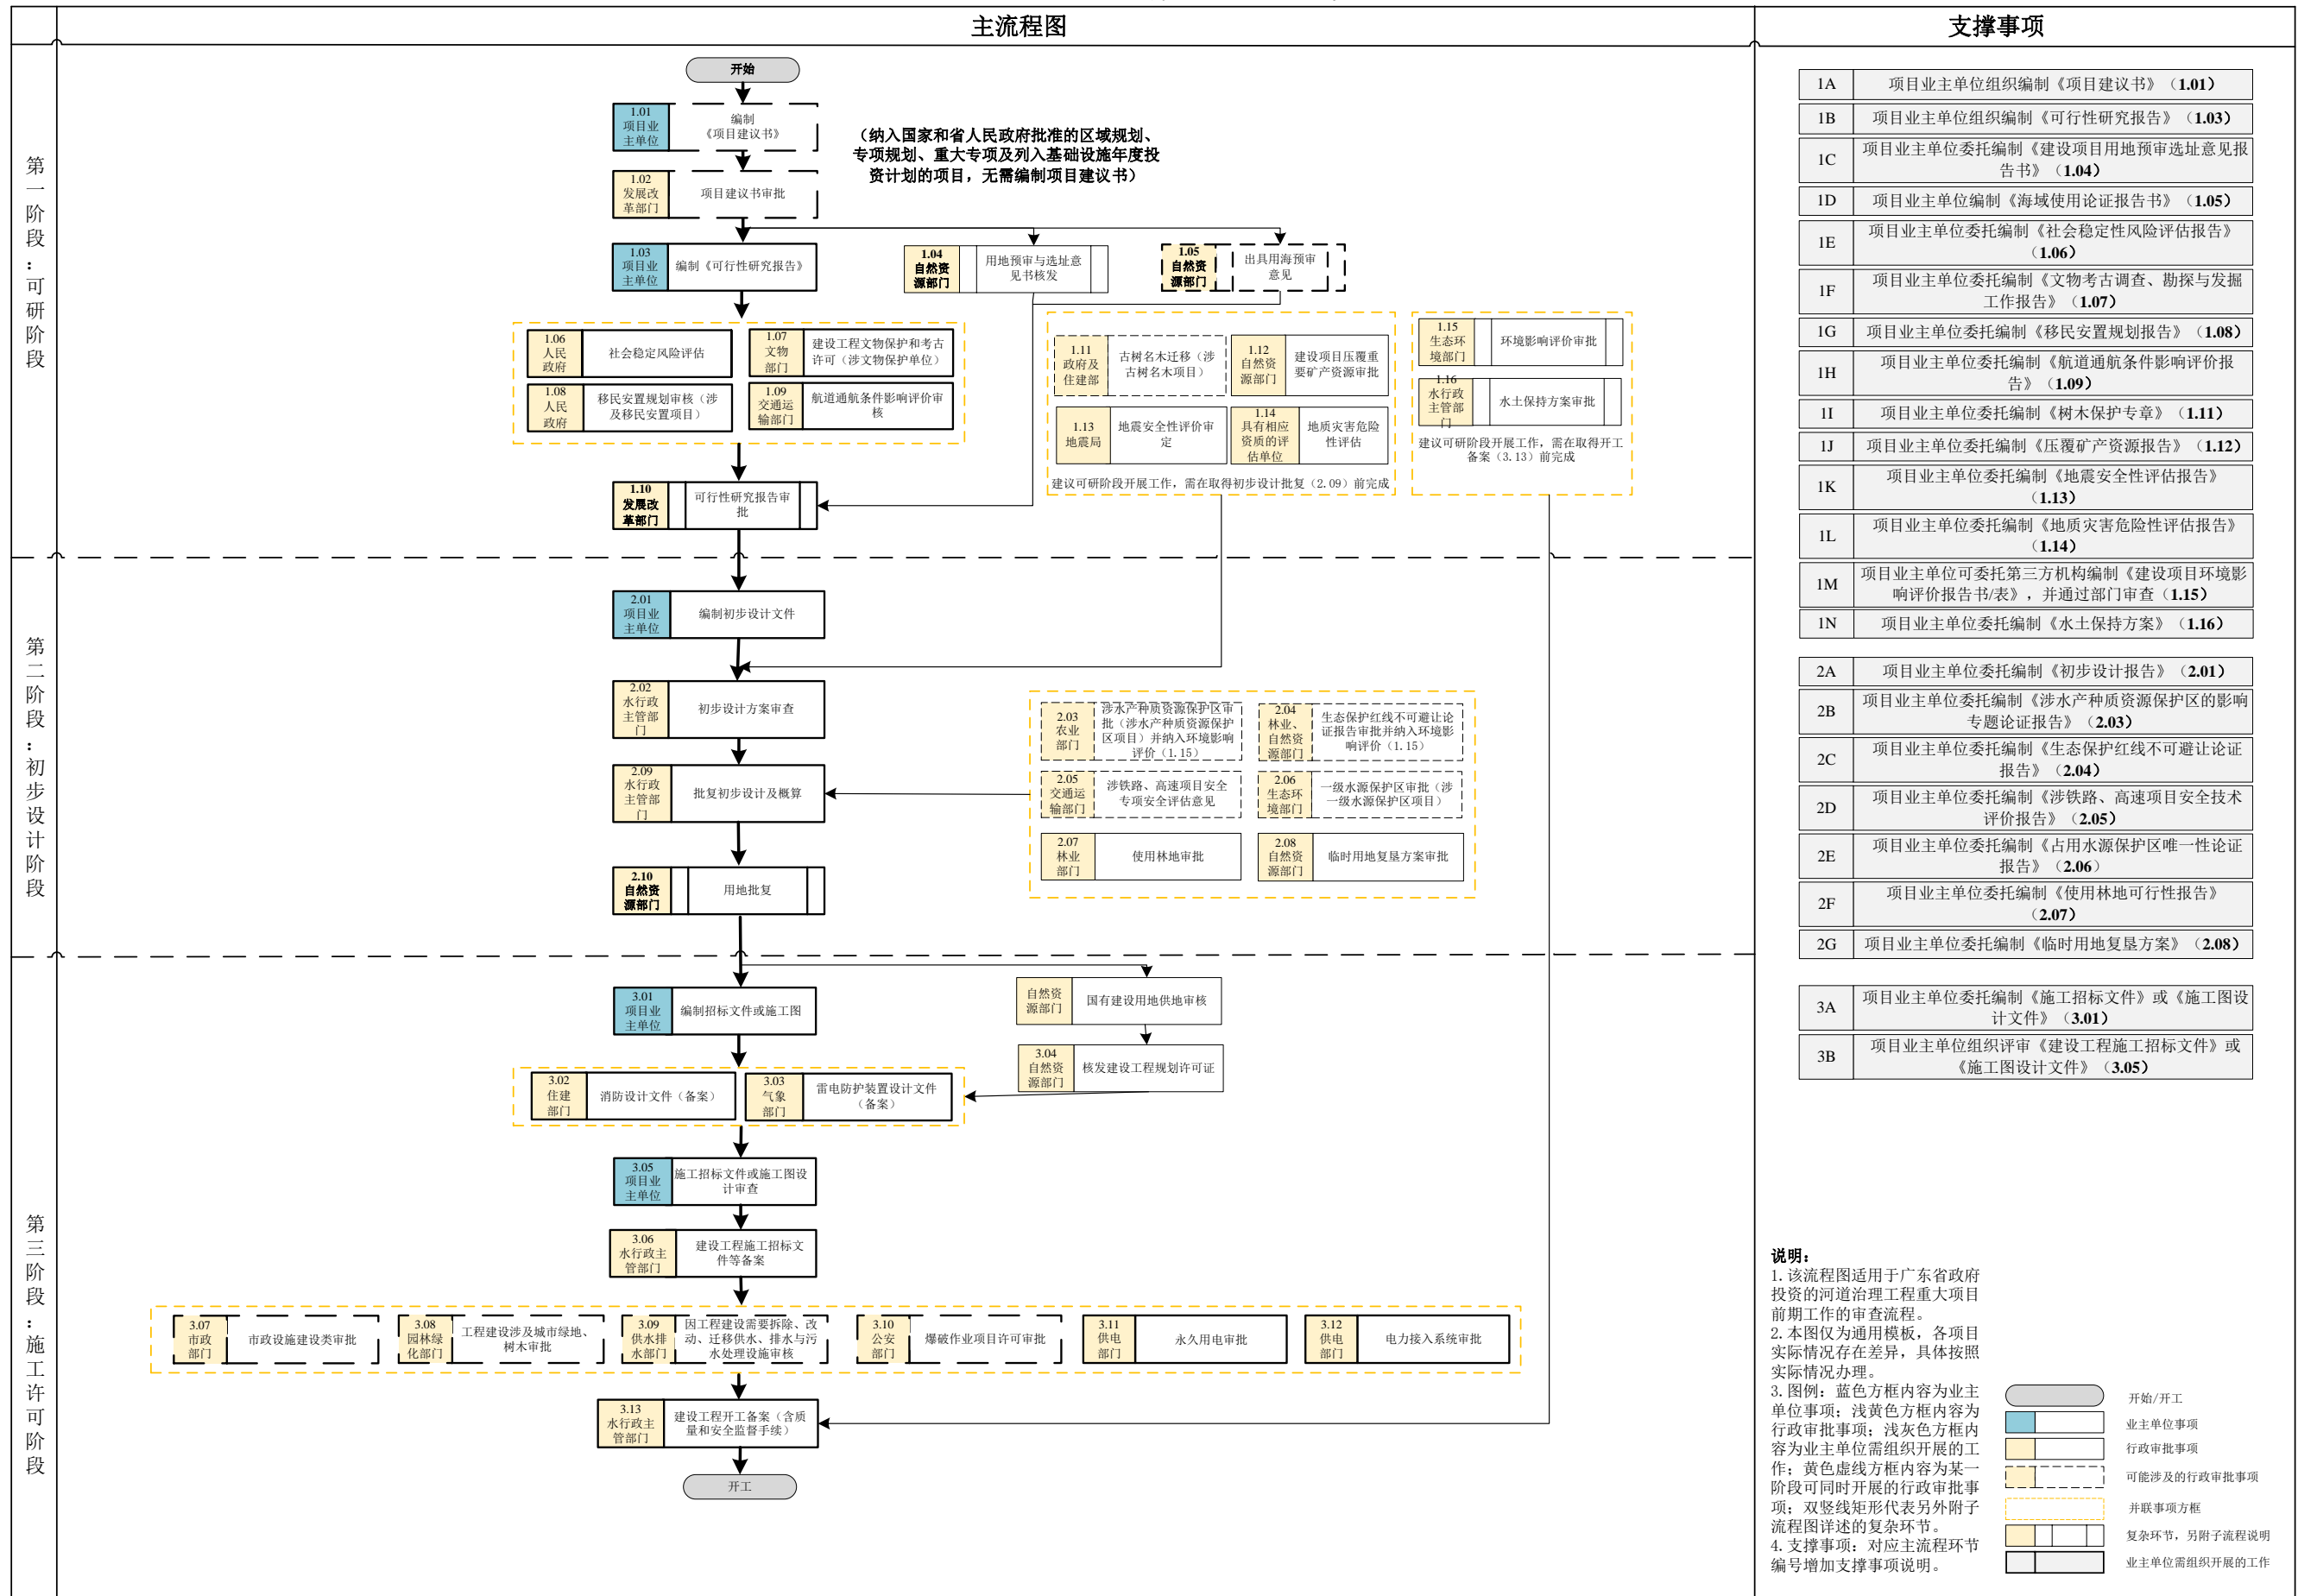 主流程图
支撑事项
第一阶段：可研阶段
开始
1.01
项目业
主单位
编制
《项目建议书》
（纳入国家和省人民政府批准的区域规划、
专项规划、重大专项及列入基础设施年度投
资计划的项目，无需编制项目建议书）
1.02
发展改
革部门
项目建议书审批
1.03
项目业
主单位
编制《可行性研究报告》
1.04
自然资
源部门
用地预审与选址意
见书核发
1.05
自然资
源部门
出具用海预审
意见
1.06
人民
政府
社会稳定风险评估
1.07
文物
部门
建设工程文物保护和考古
许可（涉文物保护单位）
1.08
人民
政府
移民安置规划审核（涉
及移民安置项目）
1.09
交通运
输部门
航道通航条件影响评价审
核
1.11
政府及
住建部
古树名木迁移（涉
古树名木项目）
1.12
自然资
源部门
建设项目压覆重
要矿产资源审批
1.13
地震局
地震安全性评价审
定
1.14
具有相应
资质的评
估单位
地质灾害危险
性评估
建议可研阶段开展工作，需在取得初步设计批复（2.09）前完成
1.15
生态环
境部门
环境影响评价审批
1.16
水行政
主管部
门
水土保持方案审批
建议可研阶段开展工作，需在取得开工
备案（3.13）前完成
1.10
发展改
革部门
可行性研究报告审
批
第二阶段：初步设计阶段
2.01
项目业
主单位
编制初步设计文件
2.02
水行政
主管部
门
初步设计方案审查
2.03
农业
部门
涉水产种质资源保护区审
批（涉水产种质资源保护
区项目）并纳入环境影响
评价（1.15）
2.04
林业、
自然资
源部门
生态保护红线不可避让论
证报告审批并纳入环境影
响评价（1.15）
2.05
交通运
输部门
涉铁路、高速项目安全
专项安全评估意见
2.06
生态环
境部门
一级水源保护区审批（涉
一级水源保护区项目）
2.07
林业
部门
使用林地审批
2.08
自然资
源部门
临时用地复垦方案审批
2.09
水行政
主管部
门
批复初步设计及概算
2.10
自然资
源部门
用地批复
第三阶段：施工许可阶段
3.01
项目业
主单位
编制招标文件或施工图
自然资
源部门
国有建设用地供地审核
3.04
自然资
源部门
核发建设工程规划许可证
3.02
住建
部门
消防设计文件（备案）
3.03
气象
部门
雷电防护装置设计文件
（备案）
3.05
项目业
主单位
施工招标文件或施工图设
计审查
3.06
水行政主
管部门
建设工程施工招标文
件等备案
3.07
市政
部门
市政设施建设类审批
3.08
园林绿
化部门
工程建设涉及城市绿地、
树木审批
3.09
供水排
水部门
因工程建设需要拆除、改
动、迁移供水、排水与污
水处理设施审核
3.10
公安
部门
爆破作业项目许可审批
3.11
供电
部门
永久用电审批
3.12
供电
部门
电力接入系统审批
3.13
水行政主
管部门
建设工程开工备案（含质
量和安全监督手续）
开工
1A 项目业主单位组织编制《项目建议书》（1.01）
1B 项目业主单位组织编制《可行性研究报告》（1.03）
1C 项目业主单位委托编制《建设项目用地预审选址意见报
告书》（1.04）
1D 项目业主单位编制《海域使用论证报告书》（1.05）
1E 项目业主单位委托编制《社会稳定性风险评估报告》
（1.06）
1F 项目业主单位委托编制《文物考古调查、勘探与发掘
工作报告》（1.07）
1G 项目业主单位委托编制《移民安置规划报告》（1.08）
1H 项目业主单位委托编制《航道通航条件影响评价报
告》（1.09）
1I 项目业主单位委托编制《树木保护专章》（1.11）
1J 项目业主单位委托编制《压覆矿产资源报告》（1.12）
1K 项目业主单位委托编制《地震安全性评估报告》
（1.13）
1L 项目业主单位委托编制《地质灾害危险性评估报告》
（1.14）
1M 项目业主单位可委托第三方机构编制《建设项目环境影
响评价报告书/表》，并通过部门审查（1.15）
1N 项目业主单位委托编制《水土保持方案》（1.16）
2A 项目业主单位委托编制《初步设计报告》（2.01）
2B 项目业主单位委托编制《涉水产种质资源保护区的影响
专题论证报告》（2.03）
2C 项目业主单位委托编制《生态保护红线不可避让论证
报告》（2.04）
2D 项目业主单位委托编制《涉铁路、高速项目安全技术
评价报告》（2.05）
2E 项目业主单位委托编制《占用水源保护区唯一性论证
报告》（2.06）
2F 项目业主单位委托编制《使用林地可行性报告》
（2.07）
2G 项目业主单位委托编制《临时用地复垦方案》（2.08）
3A 项目业主单位委托编制《施工招标文件》或《施工图设
计文件》（3.01）
3B 项目业主单位组织评审《建设工程施工招标文件》或
《施工图设计文件》（3.05）
说明：
1.该流程图适用于广东省政府
投资的河道治理工程重大项目
前期工作的审查流程。
2.本图仅为通用模板，各项目
实际情况存在差异，具体按照
实际情况办理。
3.图例：蓝色方框内容为业主
单位事项；浅黄色方框内容为
行政审批事项；浅灰色方框内
容为业主单位需组织开展的工
作；黄色虚线方框内容为某一
阶段可同时开展的行政审批事
项；双竖线矩形代表另外附子
流程图详述的复杂环节。
4.支撑事项：对应主流程环节
编号增加支撑事项说明。
开始/开工
业主单位事项
行政审批事项
可能涉及的行政审批事项
并联事项方框
复杂环节，另附子流程说明
业主单位需组织开展的工作